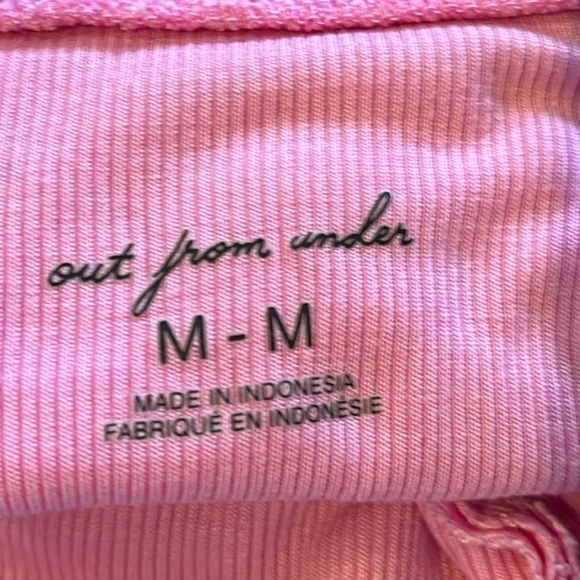 out from under
M - M
MADE IN INDONESIA
FABRIQUÉ EN INDONÉSIE